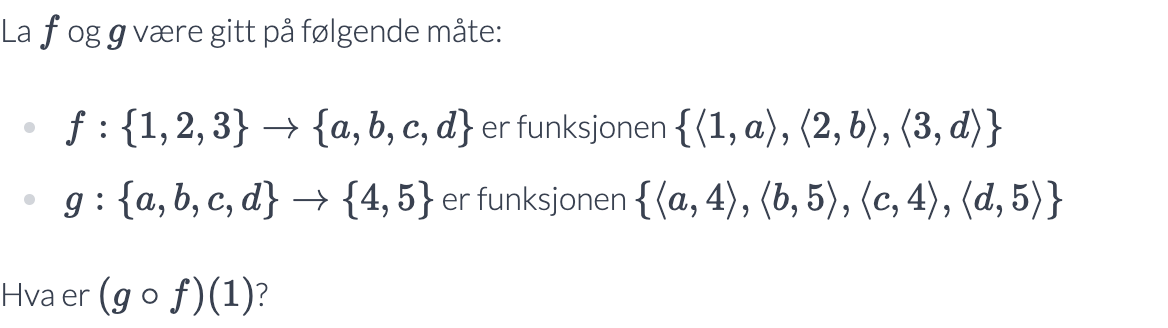 La f og g være gitt på følgende måte:
• f : {1, 2, 3} → {a, b, c, d} er funksjonen {⟨1, a⟩, ⟨2, b⟩, ⟨3, d⟩}
• g : {a, b, c, d} → {4, 5} er funksjonen {⟨a, 4⟩, ⟨b, 5⟩, ⟨c, 4⟩, ⟨d, 5⟩}
Hva er (g ∘ f)(1)?